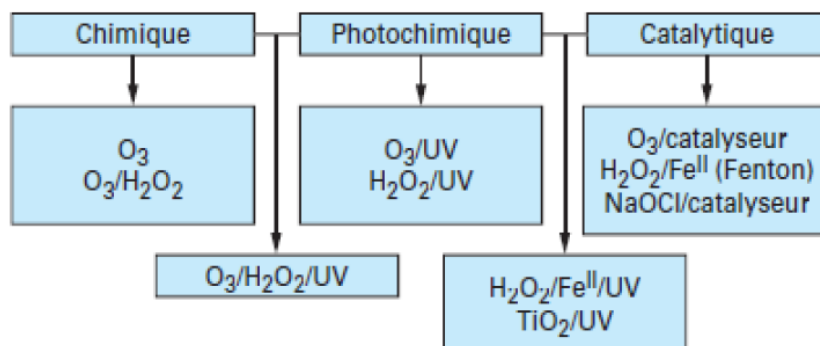 Chimique
Photochimique
Catalytique
O₃
O₃/H₂O₂
O₃/UV
H₂O₂/UV
O₃/catalyseur
H₂O₂/Feᴵᴵ (Fenton)
NaOCl/catalyseur
O₃/H₂O₂/UV
H₂O₂/Feᴵᴵ/UV
TiO₂/UV